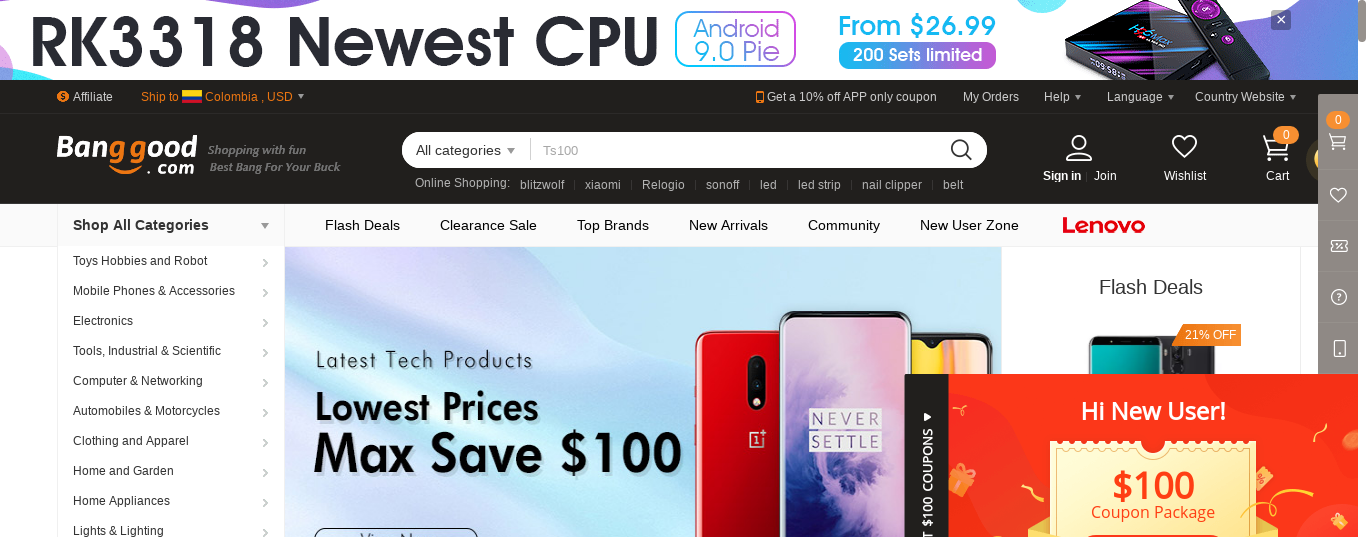 RK3318 Newest CPU
Android
9.0 Pie
From $26.99
200 Sets limited
Affiliate
Ship to Colombia , USD
Get a 10% off APP only coupon
My Orders
Help
Language
Country Website
0
Banggood
.com
Shopping with fun
Best Bang For Your Buck
All categories
Ts100
0
Sign in
Join
Wishlist
Cart
Online Shopping:
blitzwolf
xiaomi
Relogio
sonoff
led
led strip
nail clipper
belt
Shop All Categories
Flash Deals
Clearance Sale
Top Brands
New Arrivals
Community
New User Zone
Lenovo
Toys Hobbies and Robot
Mobile Phones & Accessories
Electronics
Tools, Industrial & Scientific
Computer & Networking
Automobiles & Motorcycles
Clothing and Apparel
Home and Garden
Home Appliances
Lights & Lighting
Latest Tech Products
Lowest Prices
Max Save $100
NEVER
SETTLE
Flash Deals
21% OFF
$100 COUPONS
Hi New User!
$100
Coupon Package